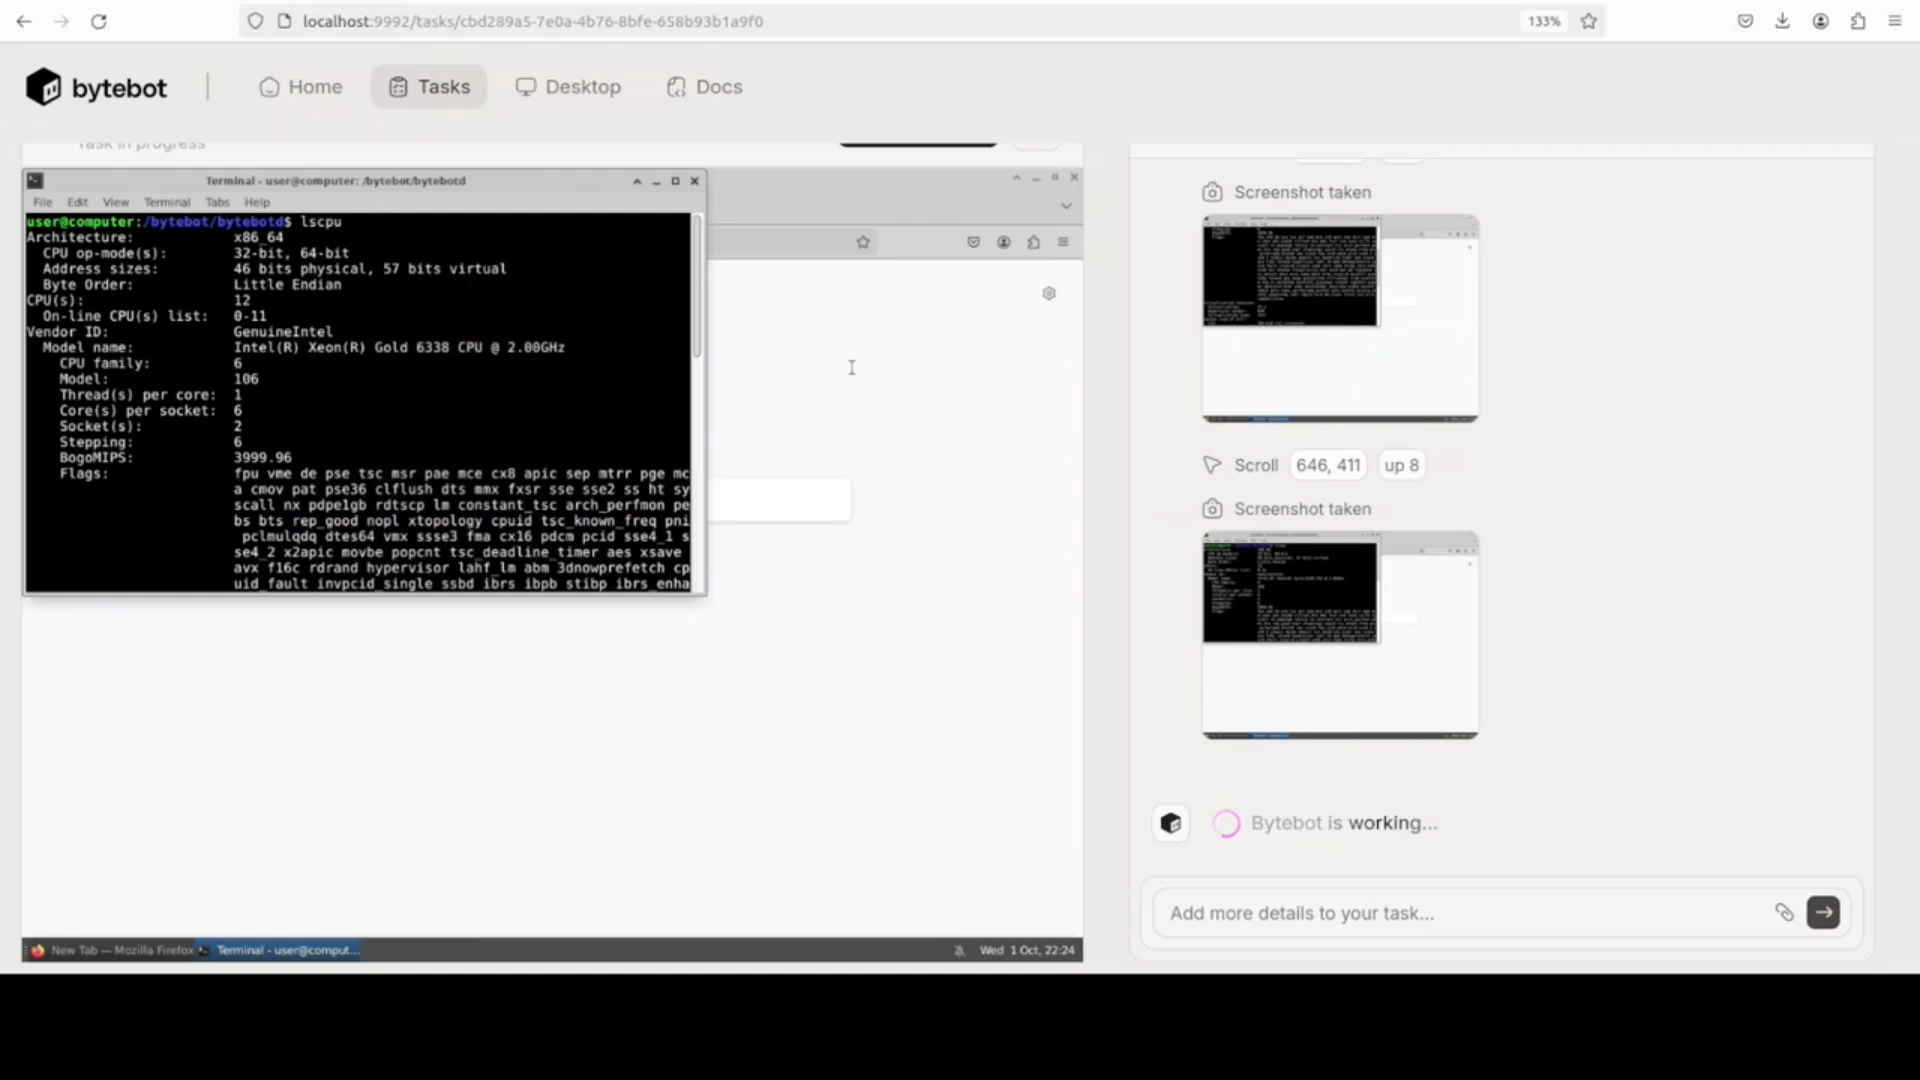 localhost:9992/tasks/cbd289a5-7e0a-4b76-8bfe-658b93b1a9f0
133%
bytebot
Home
Tasks
Desktop
Docs
Task in progress
Terminal - user@computer: /bytebot/bytebotd
File Edit View Terminal Tabs Help
user@computer:/bytebot/bytebotd$ lscpu
Architecture: x86_64
CPU op-mode(s): 32-bit, 64-bit
Address sizes: 46 bits physical, 57 bits virtual
Byte Order: Little Endian
CPU(s): 12
On-line CPU(s) list: 0-11
Vendor ID: GenuineIntel
Model name: Intel(R) Xeon(R) Gold 6338 CPU @ 2.00GHz
CPU family: 6
Model: 106
Thread(s) per core: 1
Core(s) per socket: 6
Socket(s): 2
Stepping: 6
BogoMIPS: 3999.96
Flags: fpu vme de pse tsc msr pae mce cx8 apic sep mtrr pge mc
a cmov pat pse36 clflush dts mmx fxsr sse sse2 ss ht sy
scall nx pdpe1gb rdtscp lm constant_tsc arch_perfmon pe
bs bts rep_good nopl xtopology cpuid tsc_known_freq pni
pclmulqdq dtes64 vmx ssse3 fma cx16 pdcm pcid sse4_1 s
se4_2 x2apic movbe popcnt tsc_deadline_timer aes xsave
avx f16c rdrand hypervisor lahf_lm abm 3dnowprefetch cp
uid_fault invpcid_single ssbd ibrs ibpb stibp ibrs_enha
New Tab — Mozilla Firefox
Terminal - user@comput...
Wed 1 Oct, 22:24
Screenshot taken
Scroll 646, 411 up 8
Screenshot taken
Bytebot is working...
Add more details to your task...